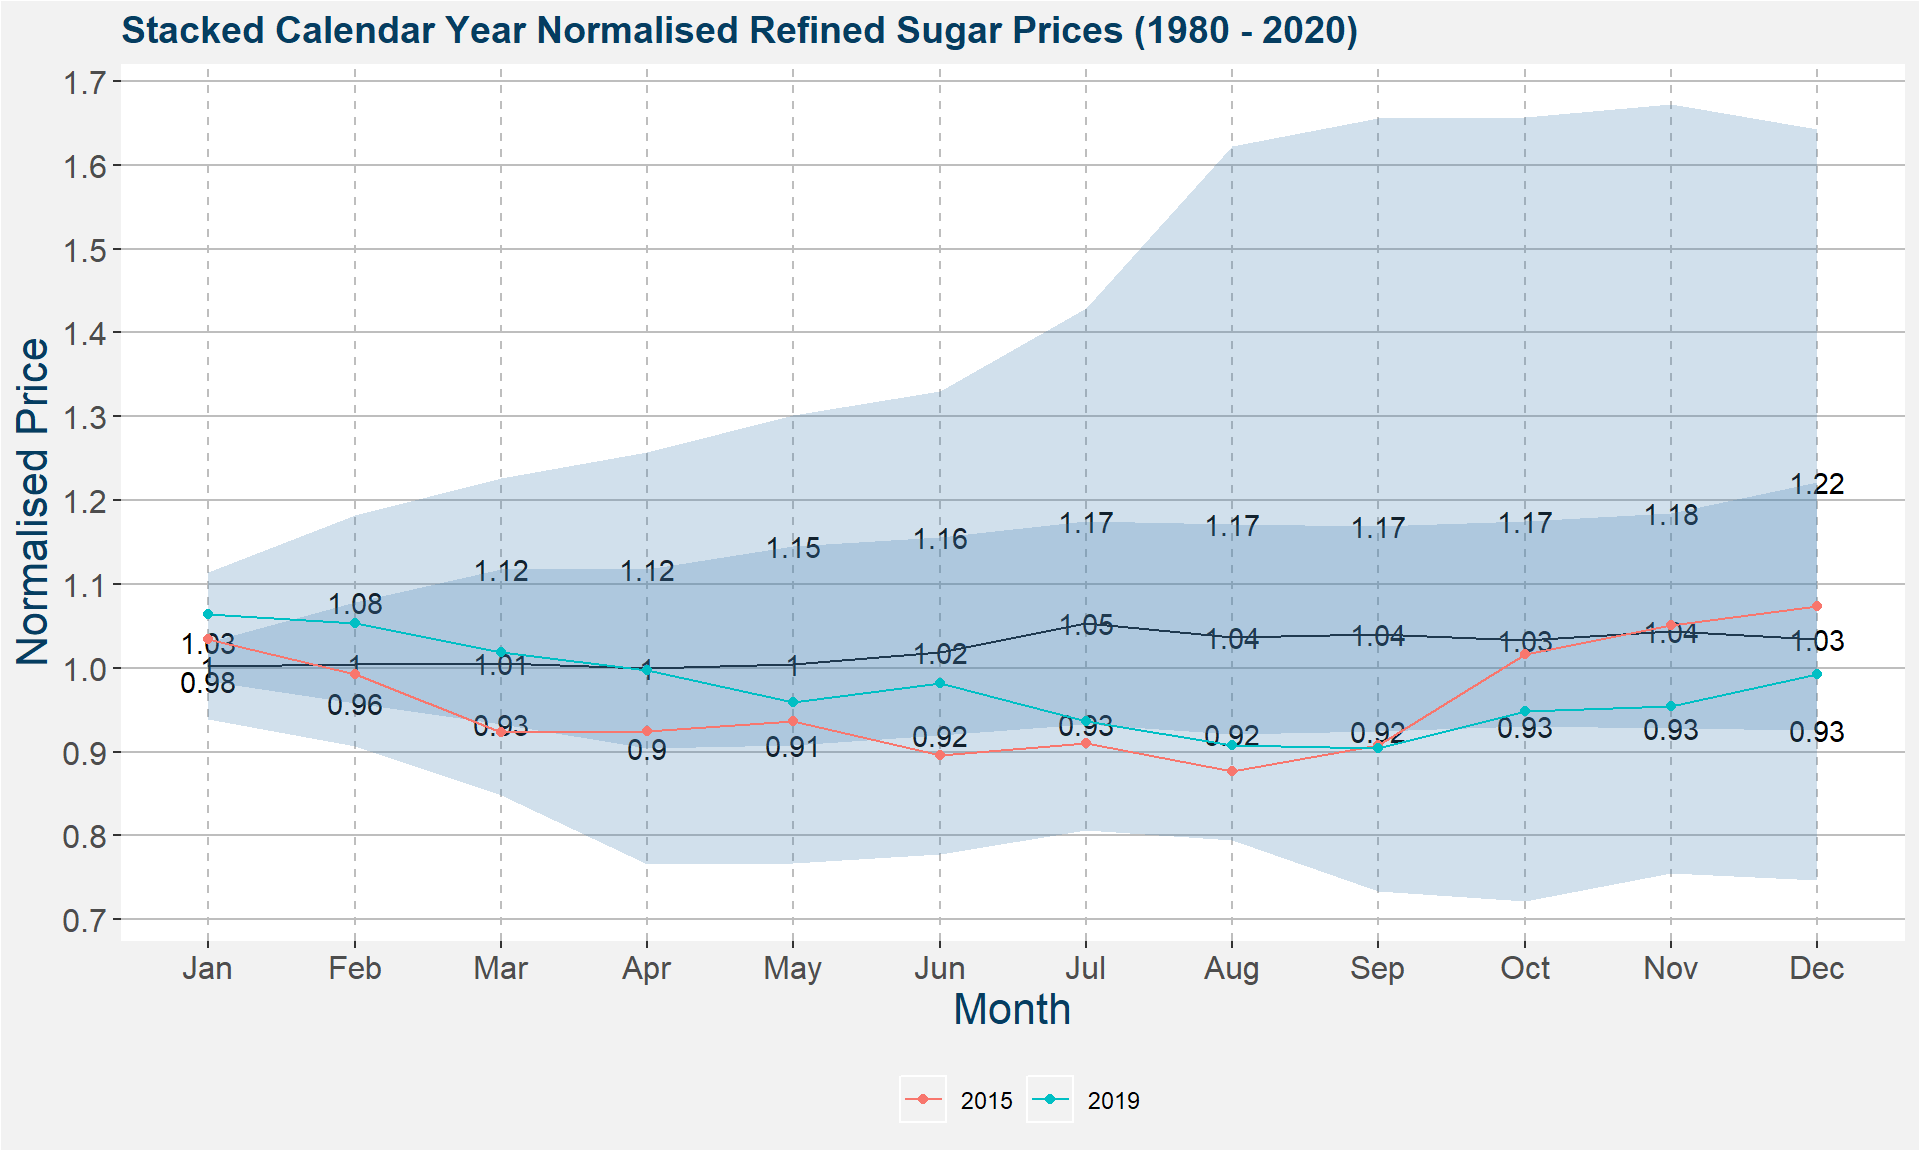 Stacked Calendar Year Normalised Refined Sugar Prices (1980 - 2020)
Normalised Price
1.7
1.6
1.5
1.4
1.3
1.2
1.1
1.0
0.9
0.8
0.7
1.03 1.08 1.12 1.12 1.15 1.16 1.17 1.17 1.17 1.17 1.18 1.22
1 1 1.01 1 1 1.02 1.05 1.04 1.04 1.03 1.04 1.03
0.98 0.96 0.93 0.9 0.91 0.92 0.93 0.92 0.92 0.93 0.93 0.93
Jan Feb Mar Apr May Jun Jul Aug Sep Oct Nov Dec
Month
2015 2019